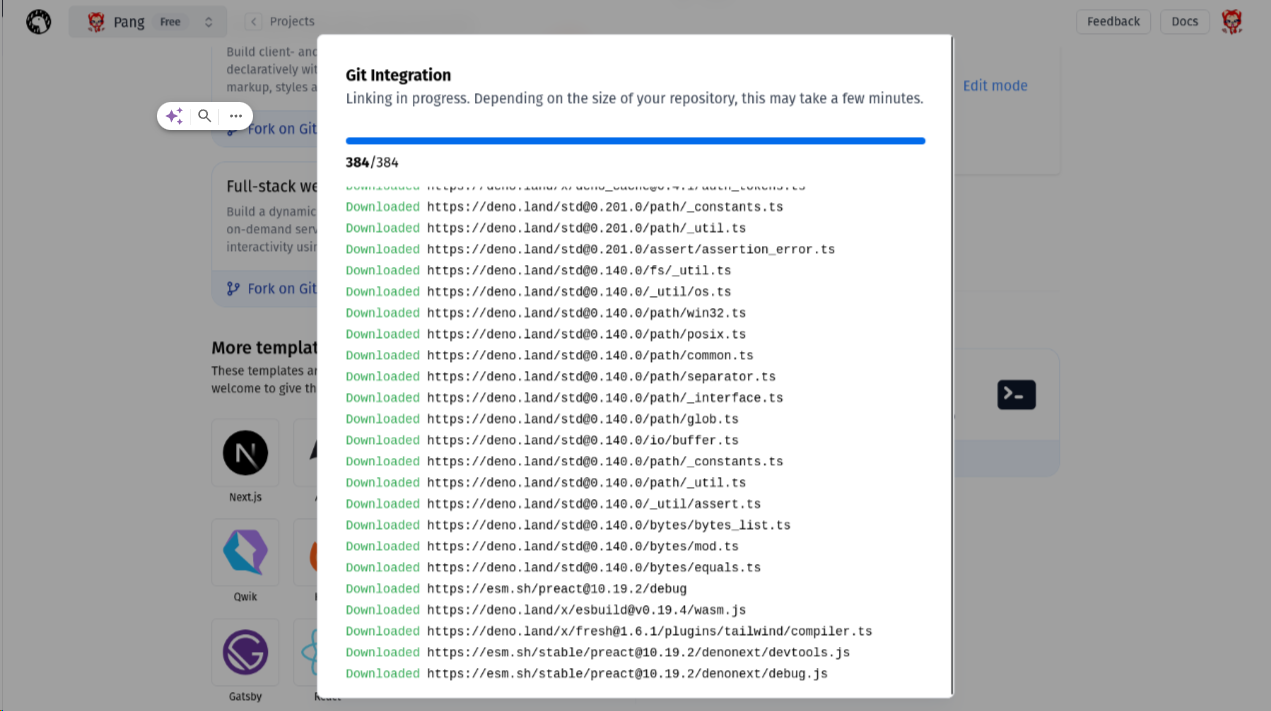 Pang Free Projects Feedback Docs
Build client- and
declaratively wit
markup, styles a
Edit mode
Fork on Git
Full-stack we
Build a dynamic
on-demand serv
interactivity usin
Fork on Git
More templat
These templates ar
welcome to give th
Next.js
Qwik
Gatsby
React
Git Integration
Linking in progress. Depending on the size of your repository, this may take a few minutes.
384/384
Downloaded https://deno.land/x/deno_cache@0.4.1/auth_tokens.ts
Downloaded https://deno.land/std@0.201.0/path/_constants.ts
Downloaded https://deno.land/std@0.201.0/path/_util.ts
Downloaded https://deno.land/std@0.201.0/assert/assertion_error.ts
Downloaded https://deno.land/std@0.140.0/fs/_util.ts
Downloaded https://deno.land/std@0.140.0/_util/os.ts
Downloaded https://deno.land/std@0.140.0/path/win32.ts
Downloaded https://deno.land/std@0.140.0/path/posix.ts
Downloaded https://deno.land/std@0.140.0/path/common.ts
Downloaded https://deno.land/std@0.140.0/path/separator.ts
Downloaded https://deno.land/std@0.140.0/path/_interface.ts
Downloaded https://deno.land/std@0.140.0/path/glob.ts
Downloaded https://deno.land/std@0.140.0/io/buffer.ts
Downloaded https://deno.land/std@0.140.0/path/_constants.ts
Downloaded https://deno.land/std@0.140.0/path/_util.ts
Downloaded https://deno.land/std@0.140.0/_util/assert.ts
Downloaded https://deno.land/std@0.140.0/bytes/bytes_list.ts
Downloaded https://deno.land/std@0.140.0/bytes/mod.ts
Downloaded https://deno.land/std@0.140.0/bytes/equals.ts
Downloaded https://esm.sh/preact@10.19.2/debug
Downloaded https://deno.land/x/esbuild@v0.19.4/wasm.js
Downloaded https://deno.land/x/fresh@1.6.1/plugins/tailwind/compiler.ts
Downloaded https://esm.sh/stable/preact@10.19.2/denonext/devtools.js
Downloaded https://esm.sh/stable/preact@10.19.2/denonext/debug.js